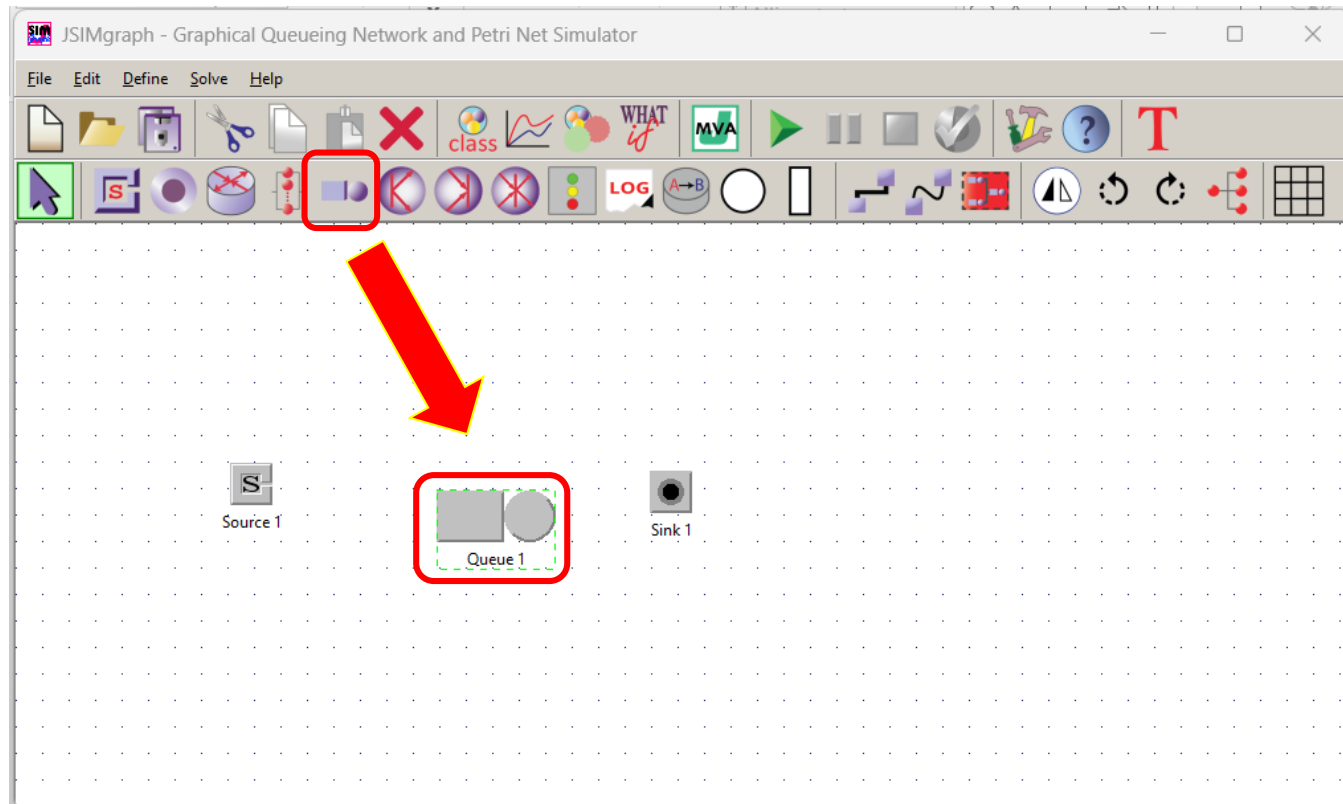 SIM JSIMgraph - Graphical Queueing Network and Petri Net Simulator
File Edit Define Solve Help
class WHAT if MVA ? T
S LOG A→B
S
Source 1
Queue 1
Sink 1